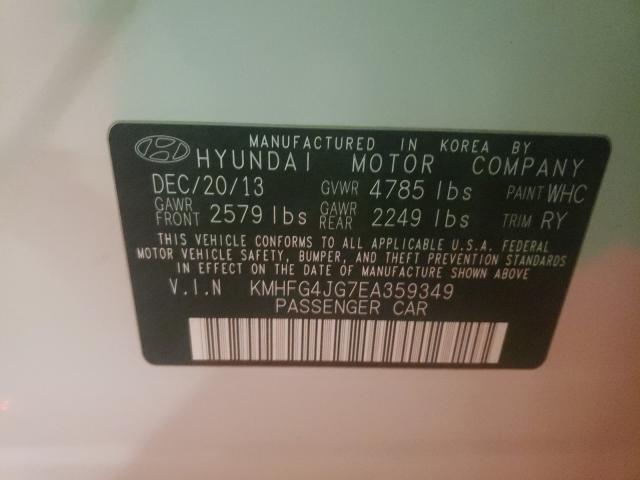 MANUFACTURED IN KOREA BY
HYUNDAI MOTOR COMPANY
DEC/20/13 GVWR 4785 lbs PAINT WHC
GAWR FRONT 2579 lbs GAWR REAR 2249 lbs TRIM RY
THIS VEHICLE CONFORMS TO ALL APPLICABLE U.S.A. FEDERAL
MOTOR VEHICLE SAFETY, BUMPER, AND THEFT PREVENTION STANDARDS
IN EFFECT ON THE DATE OF MANUFACTURE SHOWN ABOVE
V.I.N KMHFG4JG7EA359349
PASSENGER CAR